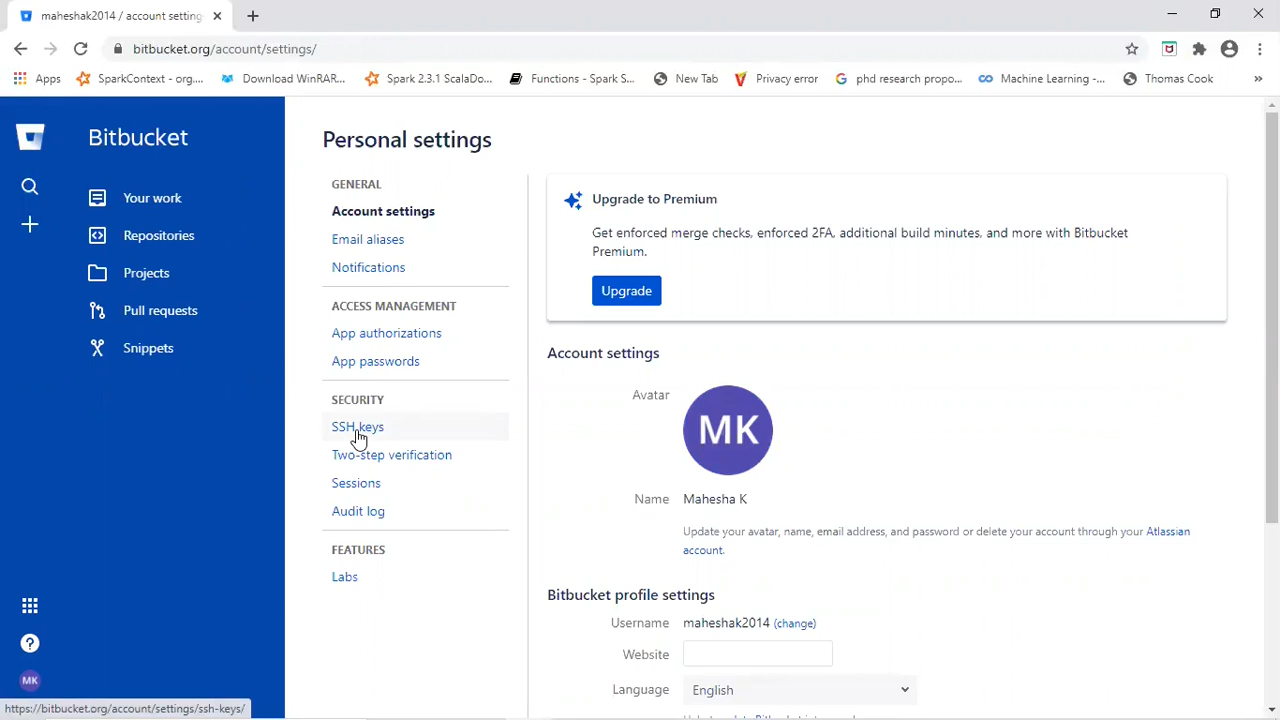 maheshak2014 / account setting
bitbucket.org/account/settings/
Apps
SparkContext - org....
Download WinRAR...
Spark 2.3.1 ScalaDo...
Functions - Spark S...
New Tab
Privacy error
phd research propo...
Machine Learning -...
Thomas Cook
»
Bitbucket
Your work
Repositories
Projects
Pull requests
Snippets
MK
Personal settings
GENERAL
Account settings
Email aliases
Notifications
ACCESS MANAGEMENT
App authorizations
App passwords
SECURITY
SSH keys
Two-step verification
Sessions
Audit log
FEATURES
Labs
Upgrade to Premium
Get enforced merge checks, enforced 2FA, additional build minutes, and more with Bitbucket
Premium.
Upgrade
Account settings
Avatar
MK
Name Mahesha K
Update your avatar, name, email address, and password or delete your account through your Atlassian
account.
Bitbucket profile settings
Username maheshak2014 (change)
Website
Language English
https://bitbucket.org/account/settings/ssh-keys/